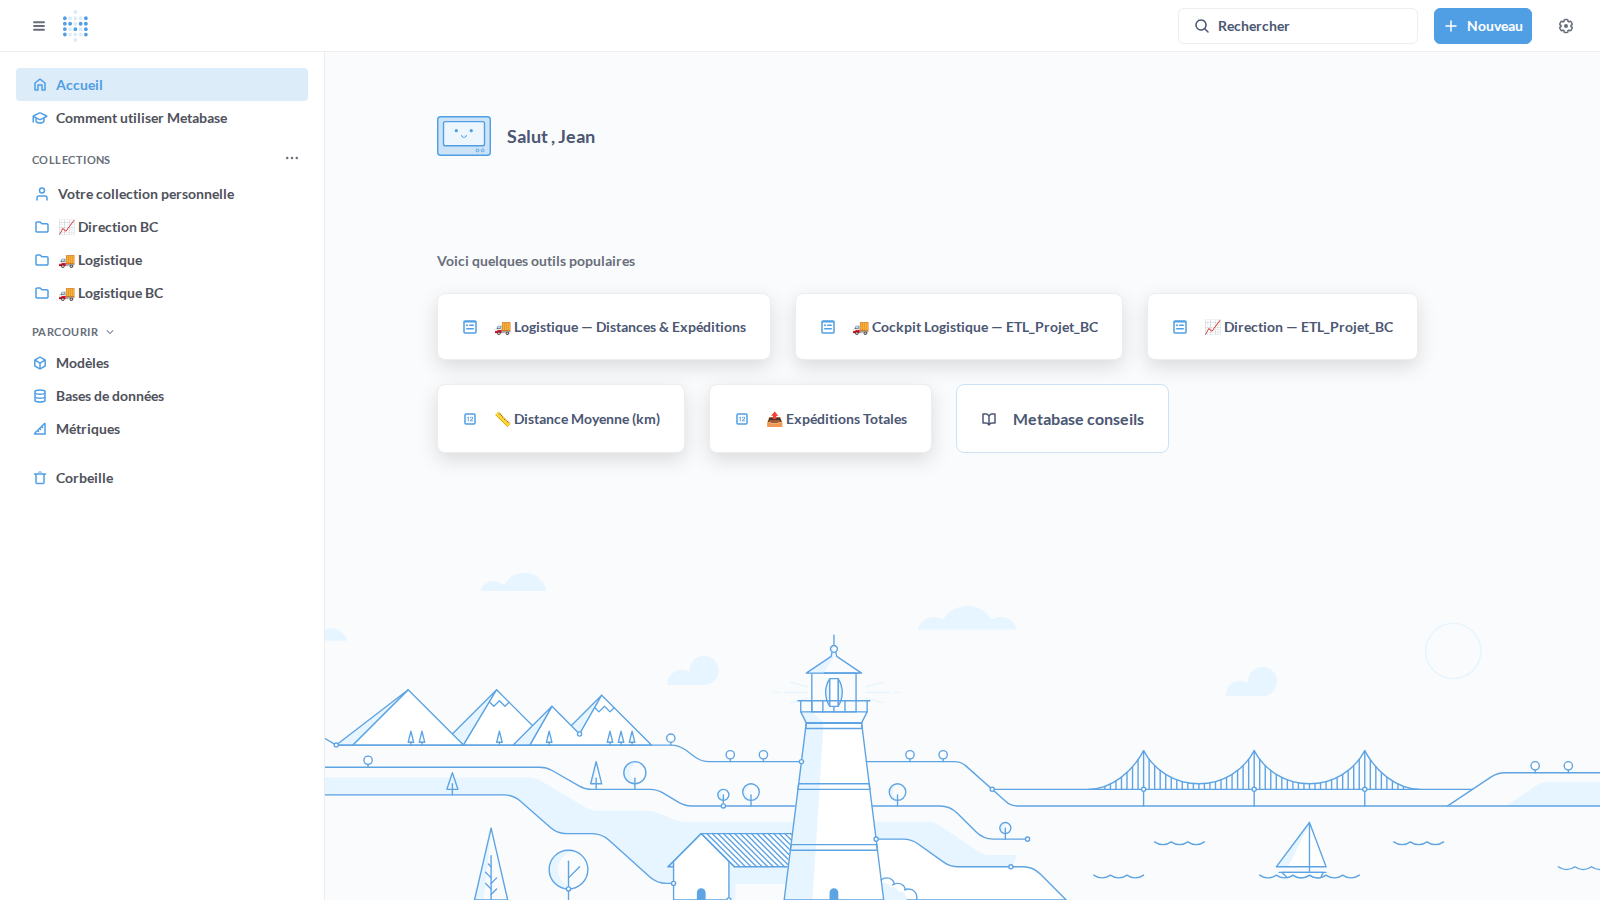 Rechercher
Nouveau
Accueil
Comment utiliser Metabase
COLLECTIONS
Votre collection personnelle
📈 Direction BC
🚚 Logistique
🚚 Logistique BC
PARCOURIR
Modèles
Bases de données
Métriques
Corbeille
Salut , Jean
Voici quelques outils populaires
🚚 Logistique — Distances & Expéditions
🚚 Cockpit Logistique — ETL_Projet_BC
📈 Direction — ETL_Projet_BC
📏 Distance Moyenne (km)
📤 Expéditions Totales
Metabase conseils